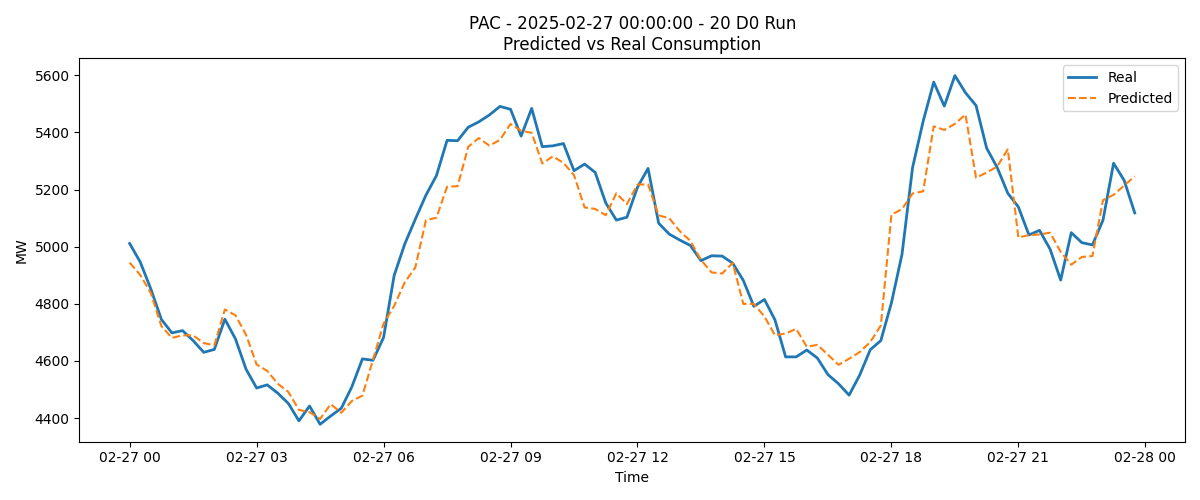 PAC - 2025-02-27 00:00:00 - 20 D0 Run
Predicted vs Real Consumption
Real
Predicted
MW
5600
5400
5200
5000
4800
4600
4400
02-27 00
02-27 03
02-27 06
02-27 09
02-27 12
02-27 15
02-27 18
02-27 21
02-28 00
Time